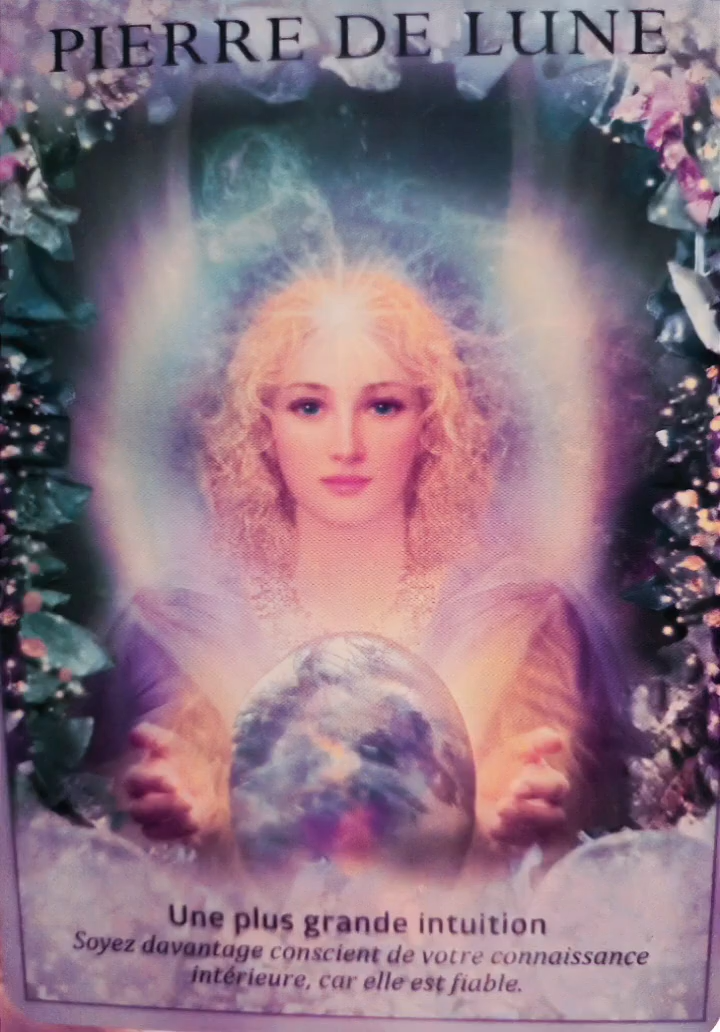 PIERRE DE LUNE
Une plus grande intuition
Soyez davantage conscient de votre connaissance
intérieure, car elle est fiable.